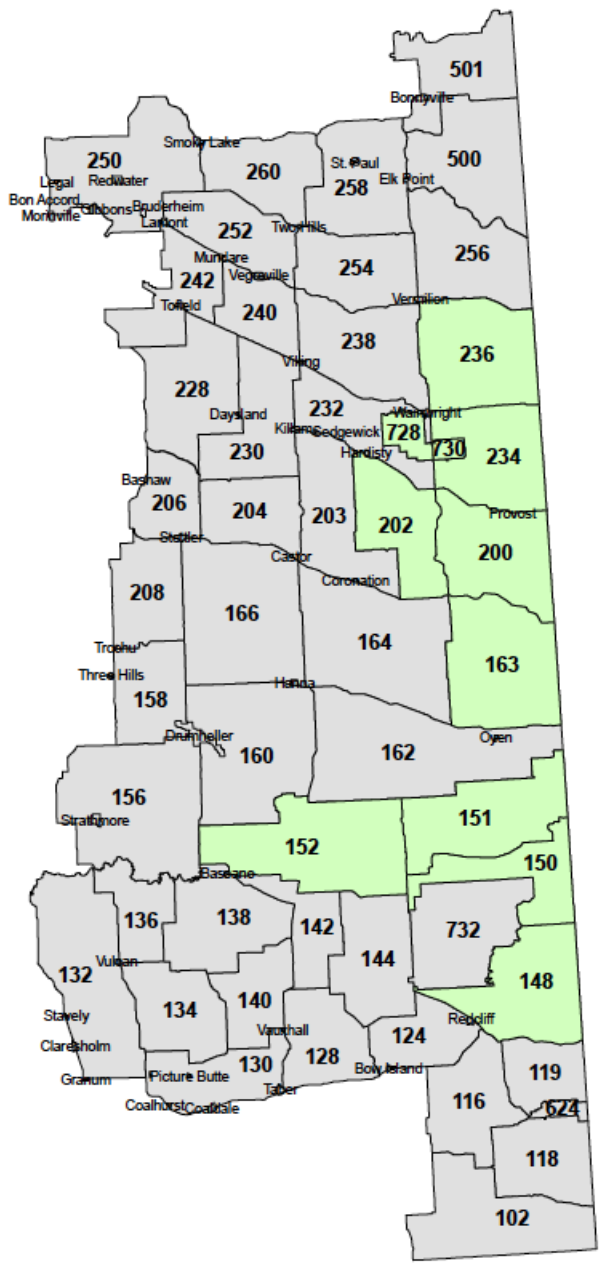 501
Bonnyville
Smoky Lake
250
260
St. Paul
500
Legal
Redwater
258
Elk Point
Bon Accord
Morinville
Gibbons
Bruderheim
Lamont
252
Two Hills
256
Mundare
254
242
Vegreville
Tofield
240
Vermilion
238
236
Viking
228
232
Wainwright
Daysland
Killam
Sedgewick
728
730
234
230
Hardisty
Bashaw
206
204
203
202
Provost
Stettler
200
Castor
Coronation
208
166
164
Trochu
163
Three Hills
Hanna
158
Drumheller
Oyen
160
162
156
151
Strathmore
152
150
Bassano
136
138
142
732
144
Vulcan
132
148
134
140
Stavely
Redcliff
Vauxhall
124
Claresholm
128
130
Bow Island
119
Granum
Picture Butte
Taber
116
Coalhurst
Coaldale
624
118
102